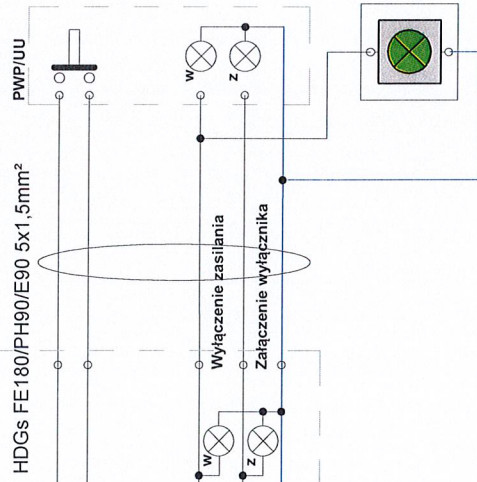 PWP/UU
W
Z
HDGs FE180/PH90/E90 5x1,5mm²
Wyłączenie zasilania
Załączenie wyłącznika
W
Z